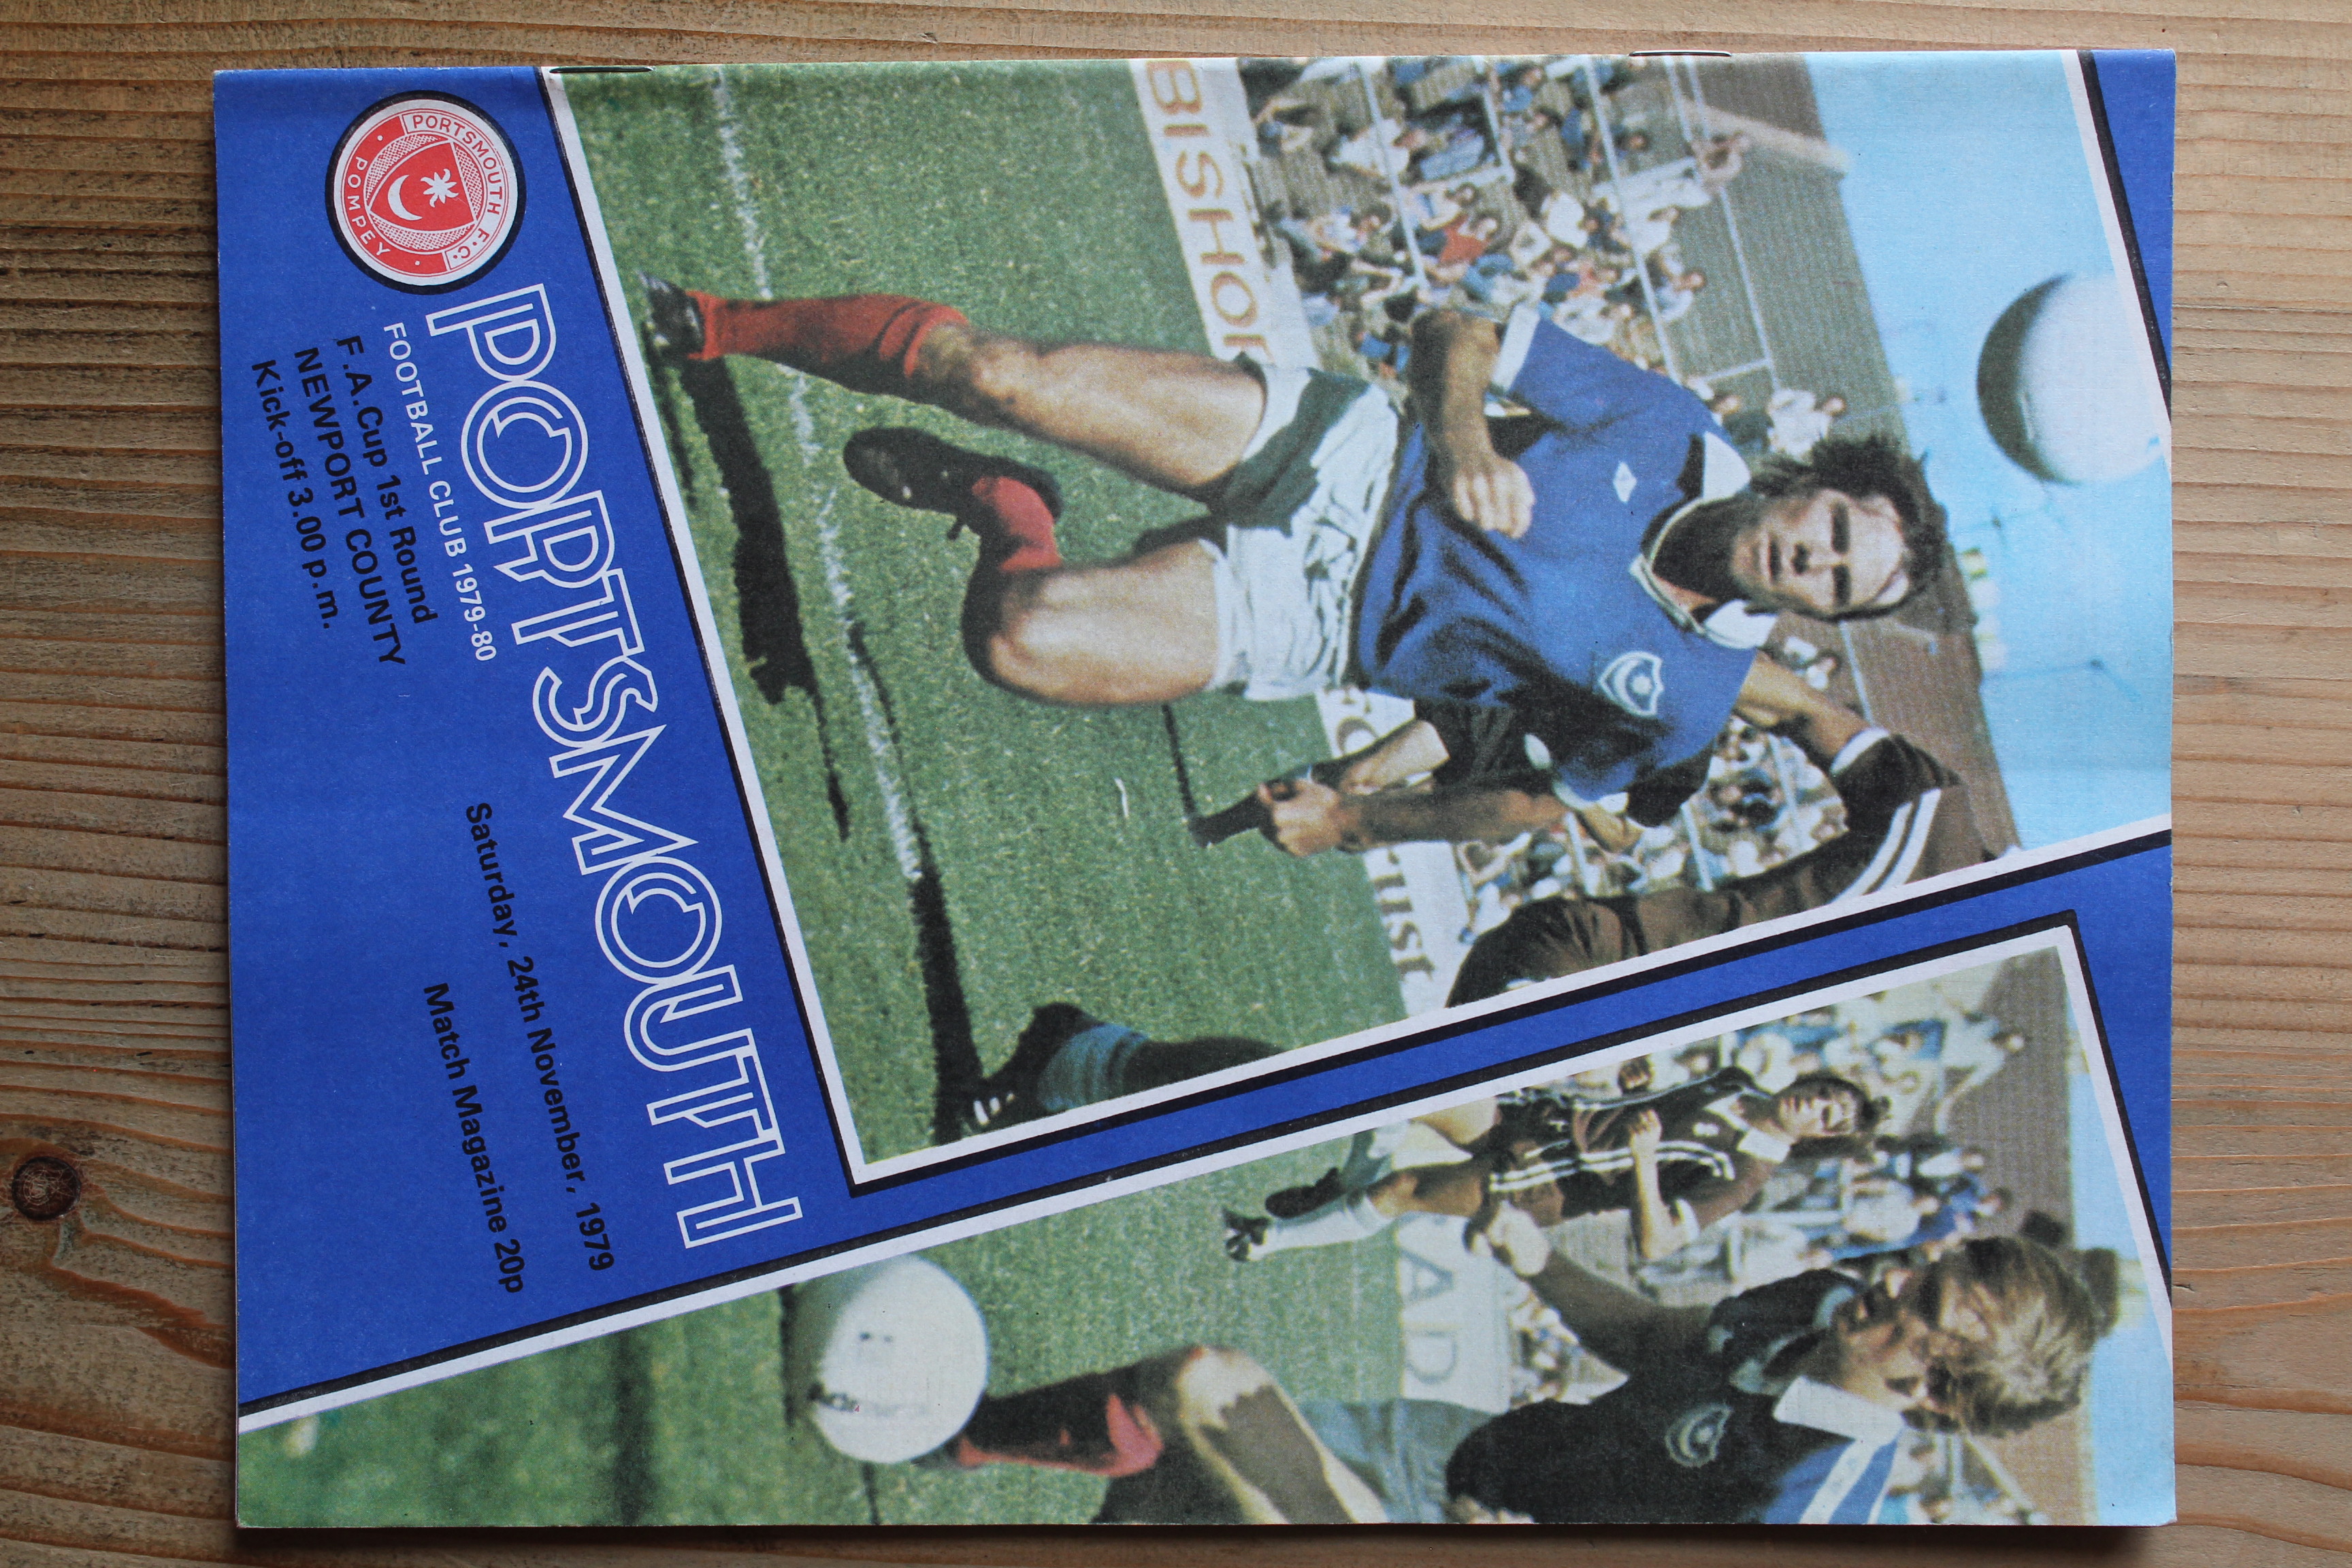 BISHOP
AD
PORTSMOUTH F.C.
POMPEY
PORTSMOUTH
FOOTBALL CLUB 1979-80
F.A.Cup 1st Round
NEWPORT COUNTY
Kick-off 3.00 p.m.
Saturday, 24th November, 1979
Match Magazine 20p